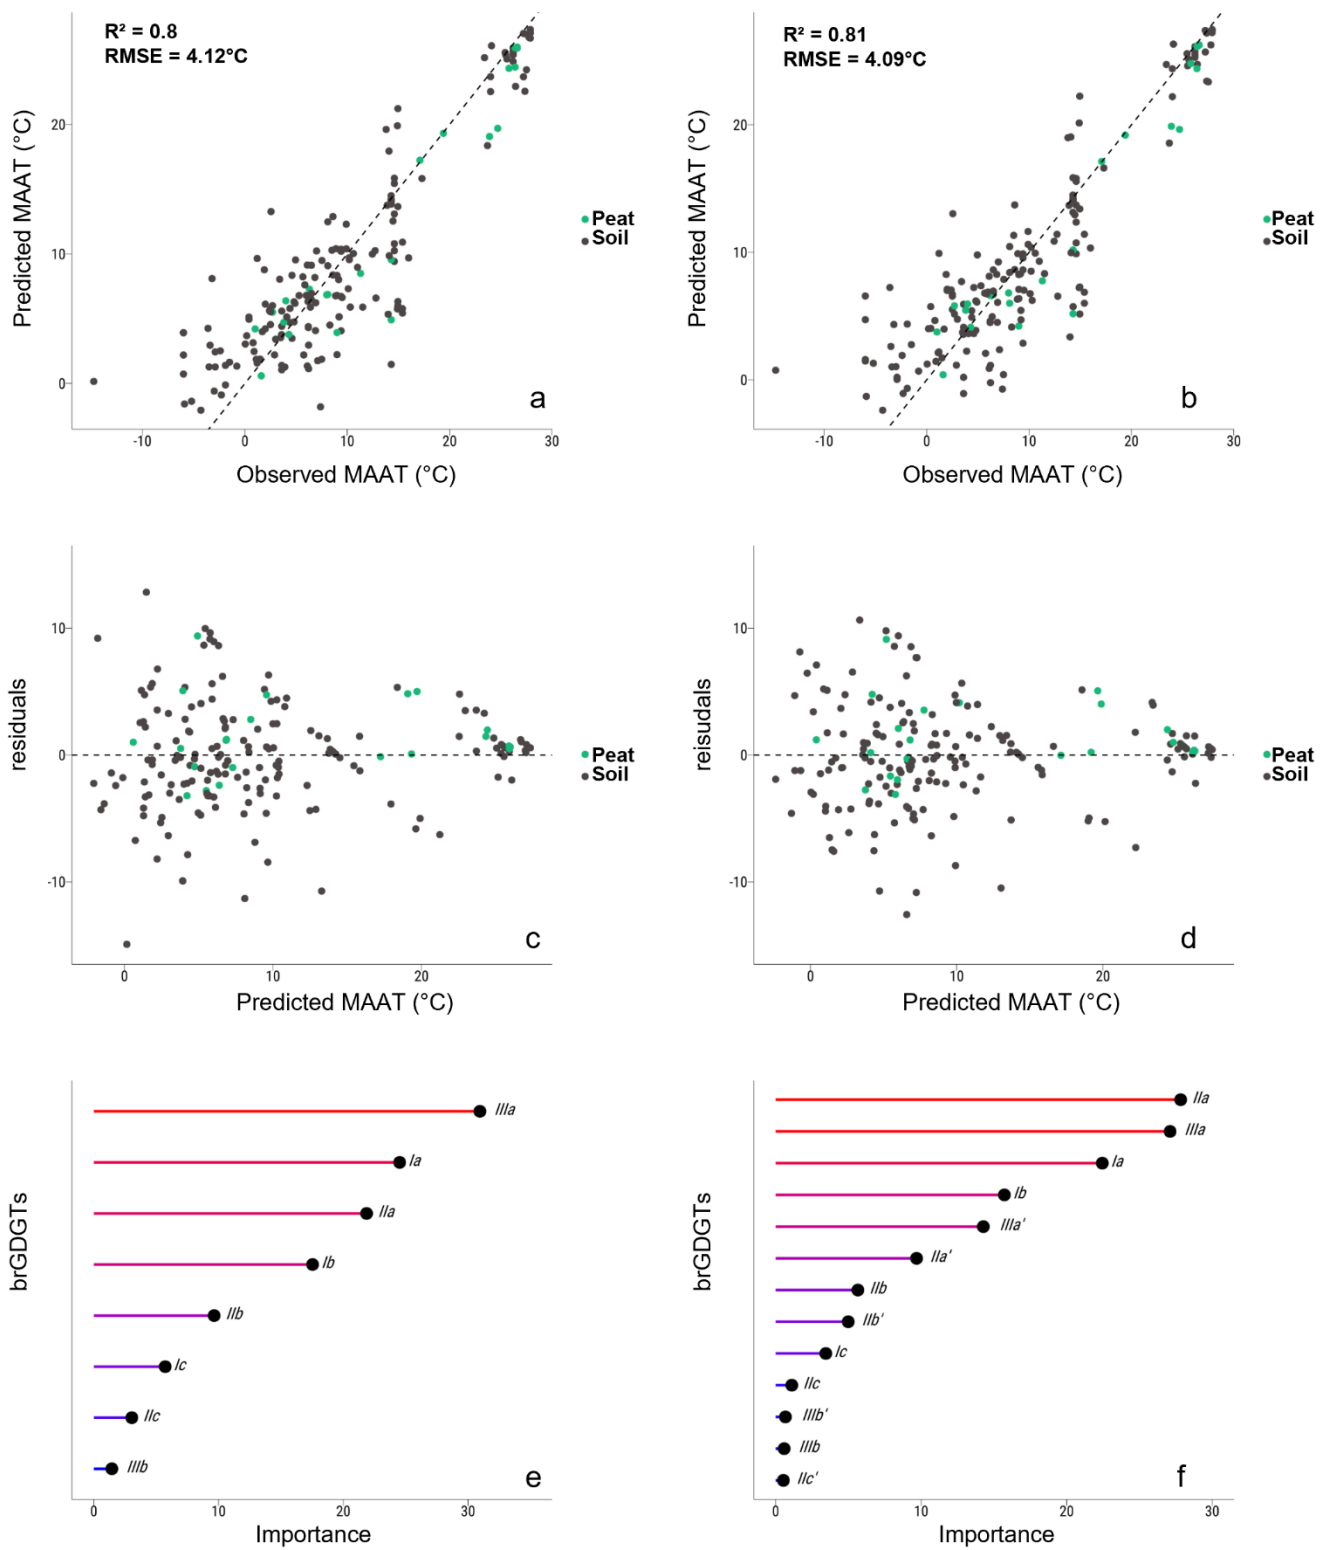 R² = 0.8
RMSE = 4.12°C
Predicted MAAT (°C)
20
10
0
-10
0
10
20
30
Observed MAAT (°C)
Peat
Soil
a
R² = 0.81
RMSE = 4.09°C
Predicted MAAT (°C)
20
10
0
-10
0
10
20
30
Observed MAAT (°C)
Peat
Soil
b
residuals
10
0
-10
0
10
20
Predicted MAAT (°C)
Peat
Soil
c
reisudals
10
0
-10
0
10
20
Predicted MAAT (°C)
Peat
Soil
d
brGDGTs
IIIa
Ia
IIa
Ib
IIb
Ic
IIc
IIIb
0
10
20
30
Importance
e
brGDGTs
IIa
IIIa
Ia
Ib
IIIa'
IIa'
IIb
IIb'
Ic
IIc
IIIb'
IIIb
IIc'
0
10
20
30
Importance
f